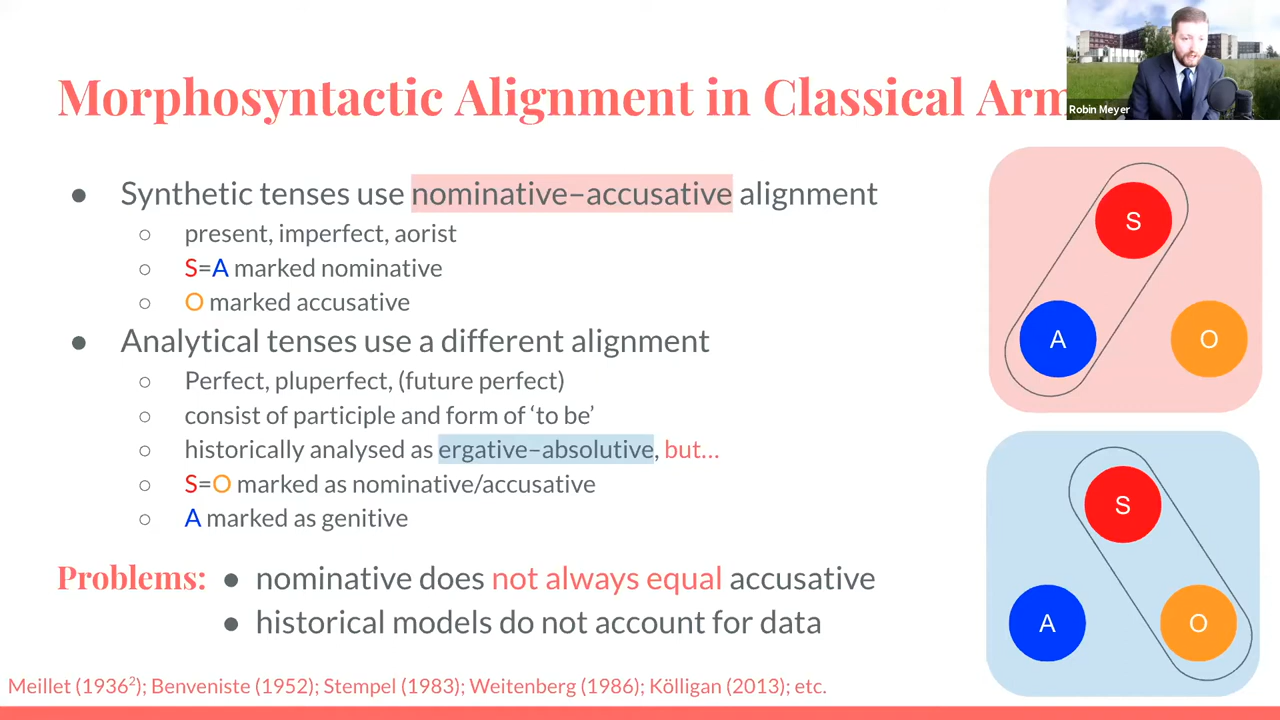 Morphosyntactic Alignment in Classical Arm
Robin Meyer
● Synthetic tenses use nominative–accusative alignment
○ present, imperfect, aorist
○ S=A marked nominative
○ O marked accusative
● Analytical tenses use a different alignment
○ Perfect, pluperfect, (future perfect)
○ consist of participle and form of ‘to be’
○ historically analysed as ergative–absolutive, but...
○ S=O marked as nominative/accusative
○ A marked as genitive
S
A
O
S
A
O
Problems: ● nominative does not always equal accusative
● historical models do not account for data
Meillet (1936²); Benveniste (1952); Stempel (1983); Weitenberg (1986); Kölligan (2013); etc.